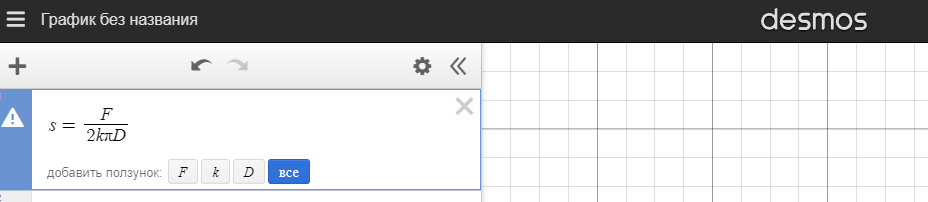 График без названия
desmos
s = F / 2kπD
добавить ползунок: F k D все